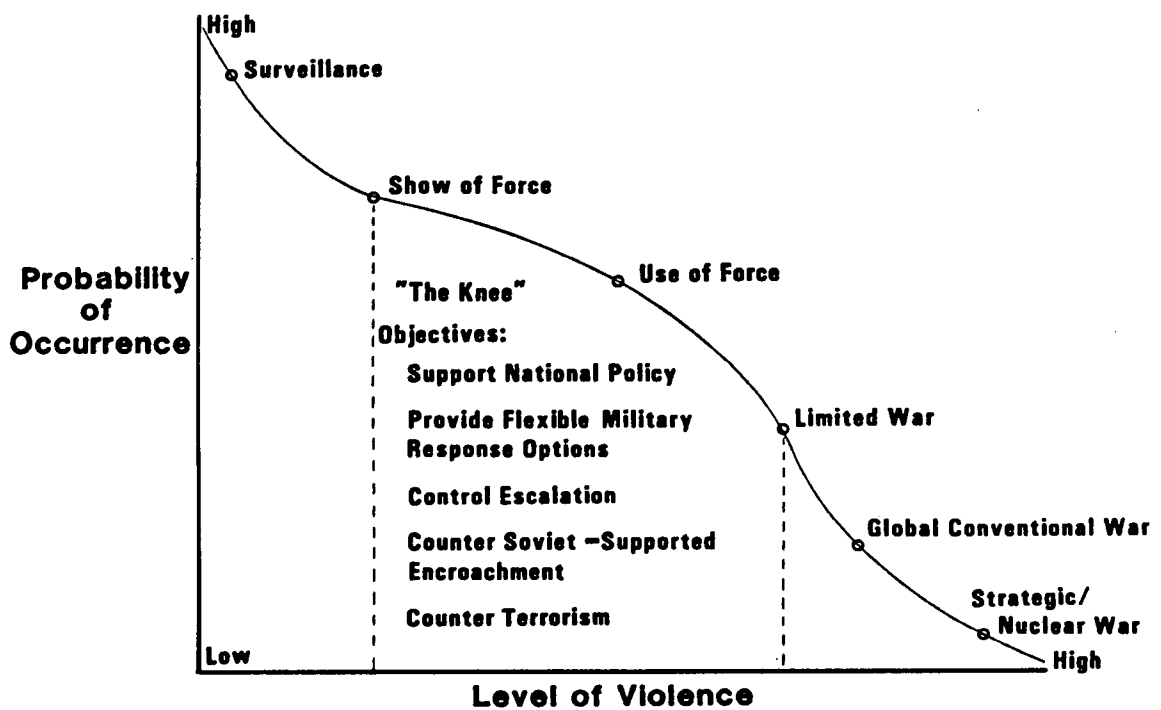 High
Surveillance
Show of Force
Probability
of
Occurrence
Use of Force
"The Knee"
Objectives:
Support National Policy
Provide Flexible Military
Response Options
Control Escalation
Counter Soviet-Supported
Encroachment
Counter Terrorism
Limited War
Global Conventional War
Strategic/
Nuclear War
Low
High
Level of Violence